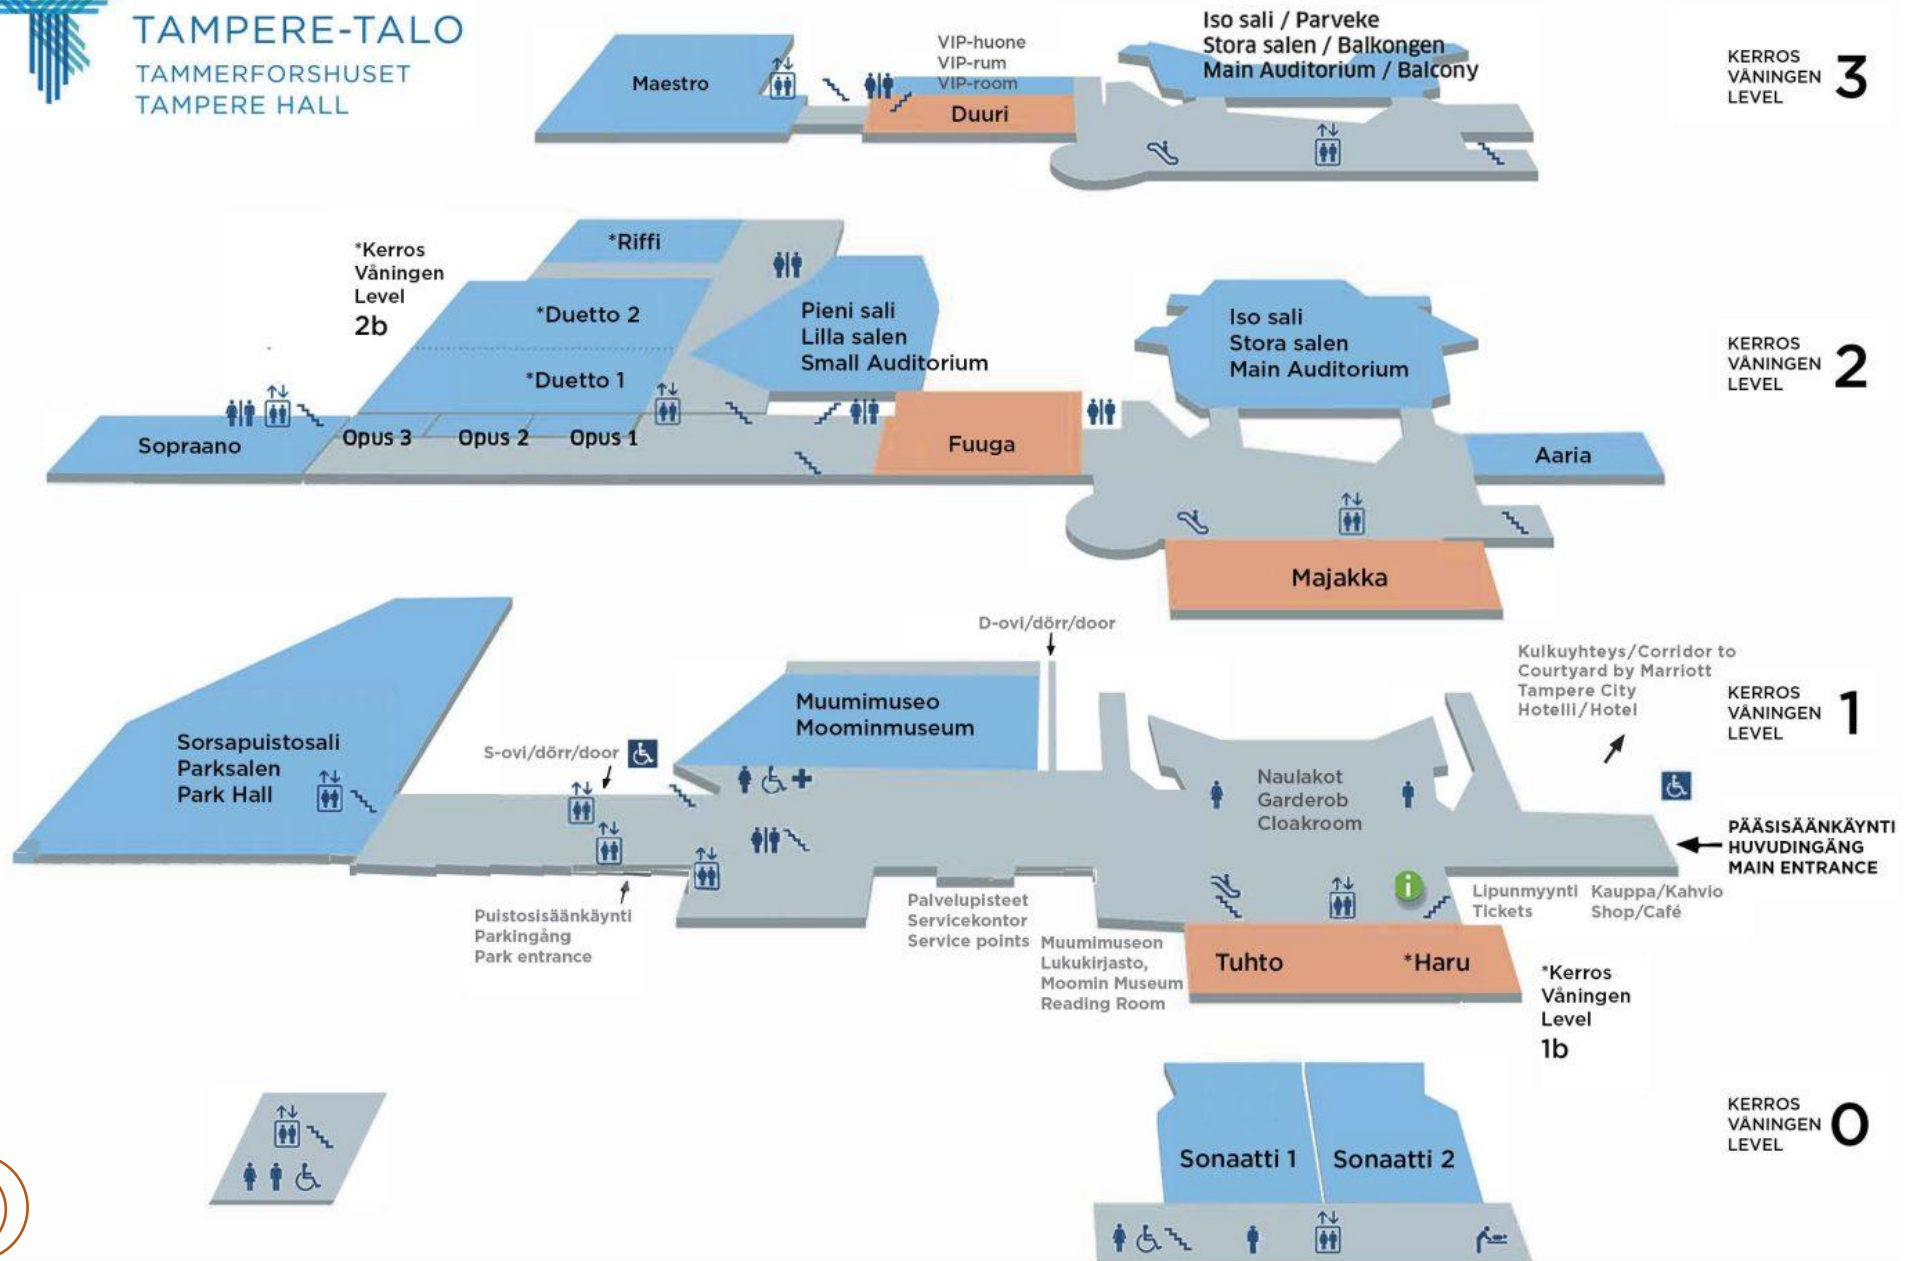 TAMPERE-TALO
TAMMERFORSHUSET
TAMPERE HALL
Maestro
VIP-huone
VIP-rum
VIP-room
Duuri
Iso sali / Parveke
Stora salen / Balkongen
Main Auditorium / Balcony
KERROS
VÅNINGEN
LEVEL
3
*Kerros
Våningen
Level
2b
*Riffi
*Duetto 2
*Duetto 1
Pieni sali
Lilla salen
Small Auditorium
Iso sali
Stora salen
Main Auditorium
KERROS
VÅNINGEN
LEVEL
2
Sopraano
Opus 3
Opus 2
Opus 1
Fuuga
Aaria
Majakka
Sorsapuistosali
Parksalen
Park Hall
S-ovi/dörr/door
Muumimuseo
Moominmuseum
D-ovi/dörr/door
Naulakot
Garderob
Cloakroom
Kulkuyhteys/Corridor to
Courtyard by Marriott
Tampere City
Hotelli/Hotel
KERROS
VÅNINGEN
LEVEL
1
PÄÄSISÄÄNKÄYNTI
HUVUDINGÄNG
MAIN ENTRANCE
Puistosisäänkäynti
Parkingång
Park entrance
Palvelupisteet
Servicekontor
Service points
Muumimuseon
Lukukirjasto,
Moomin Museum
Reading Room
i
Lipunmyynti
Tickets
Kauppa/Kahvio
Shop/Café
Tuhto
*Haru
*Kerros
Våningen
Level
1b
Sonaatti 1
Sonaatti 2
KERROS
VÅNINGEN
LEVEL
0